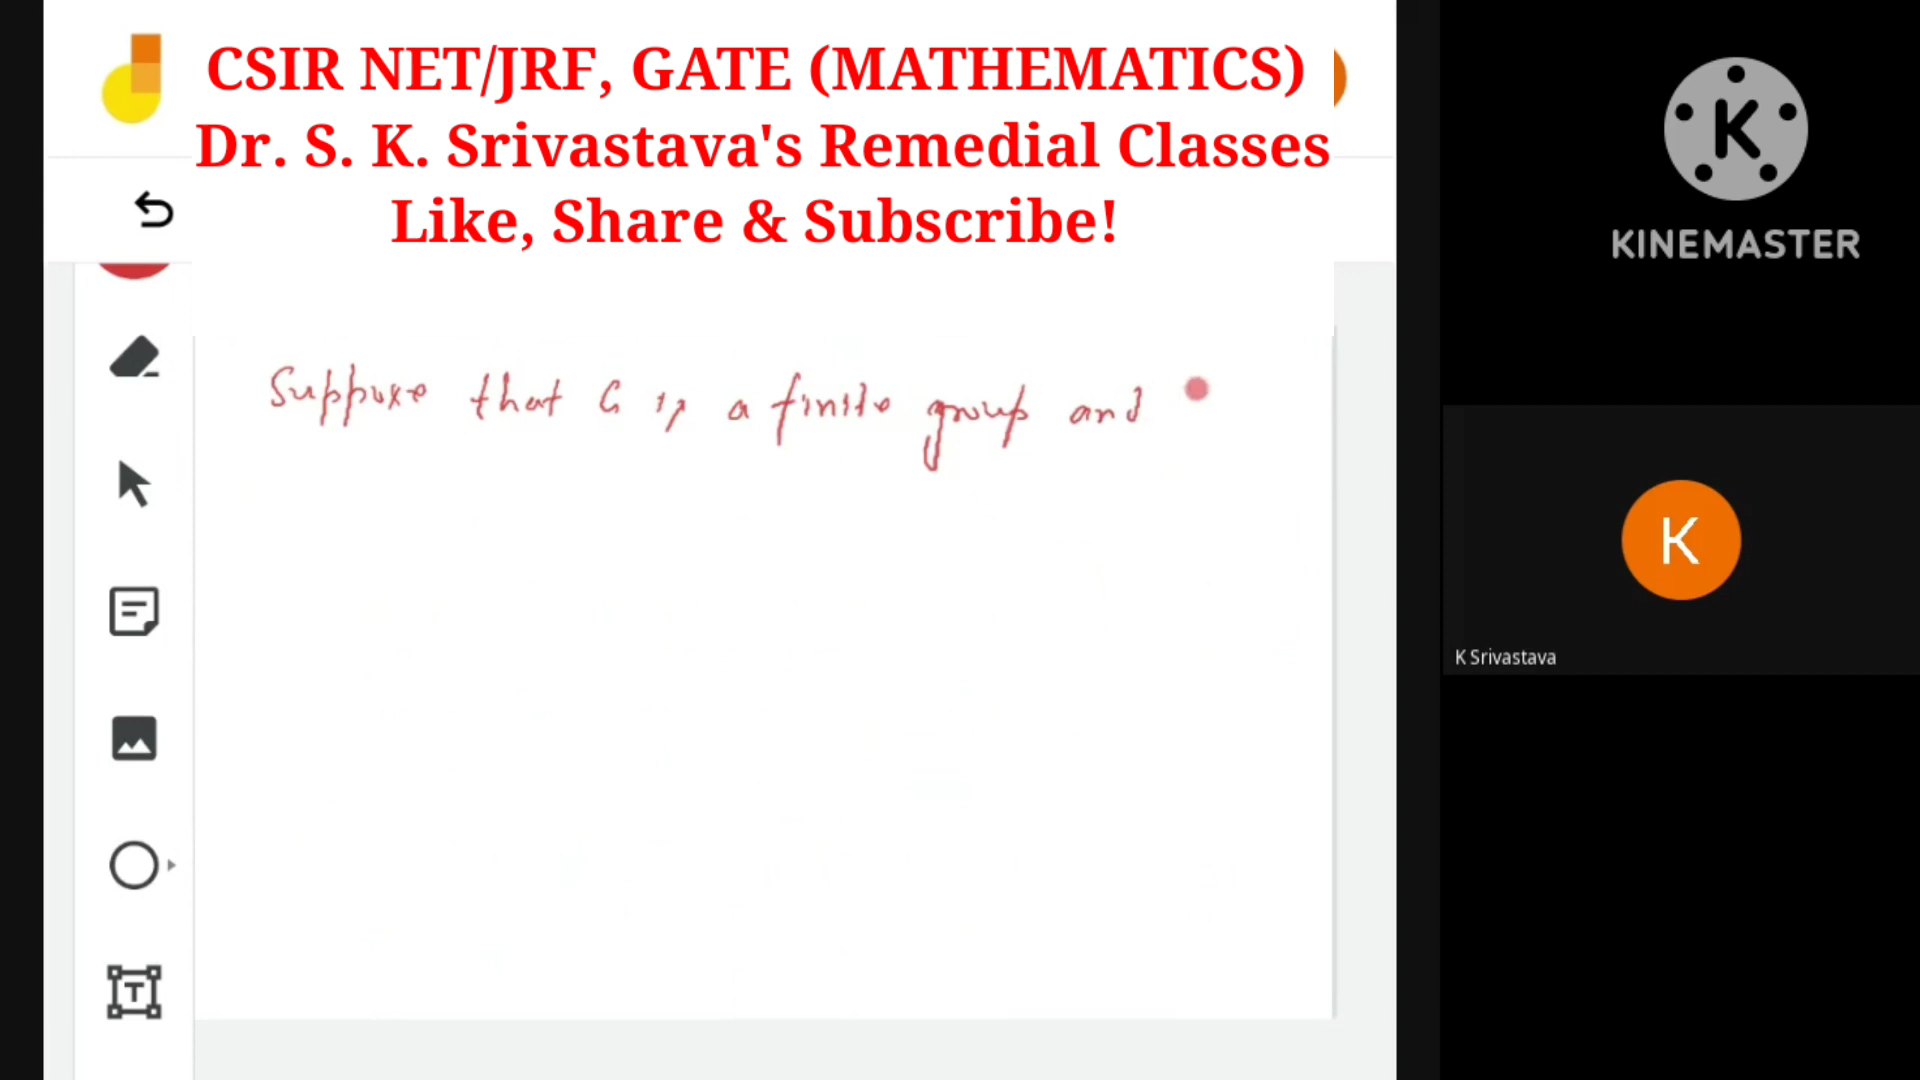 CSIR NET/JRF, GATE (MATHEMATICS)
Dr. S. K. Srivastava's Remedial Classes
Like, Share & Subscribe!
Suppose that G is a finite group and
K
KINEMASTER
K
K Srivastava
T